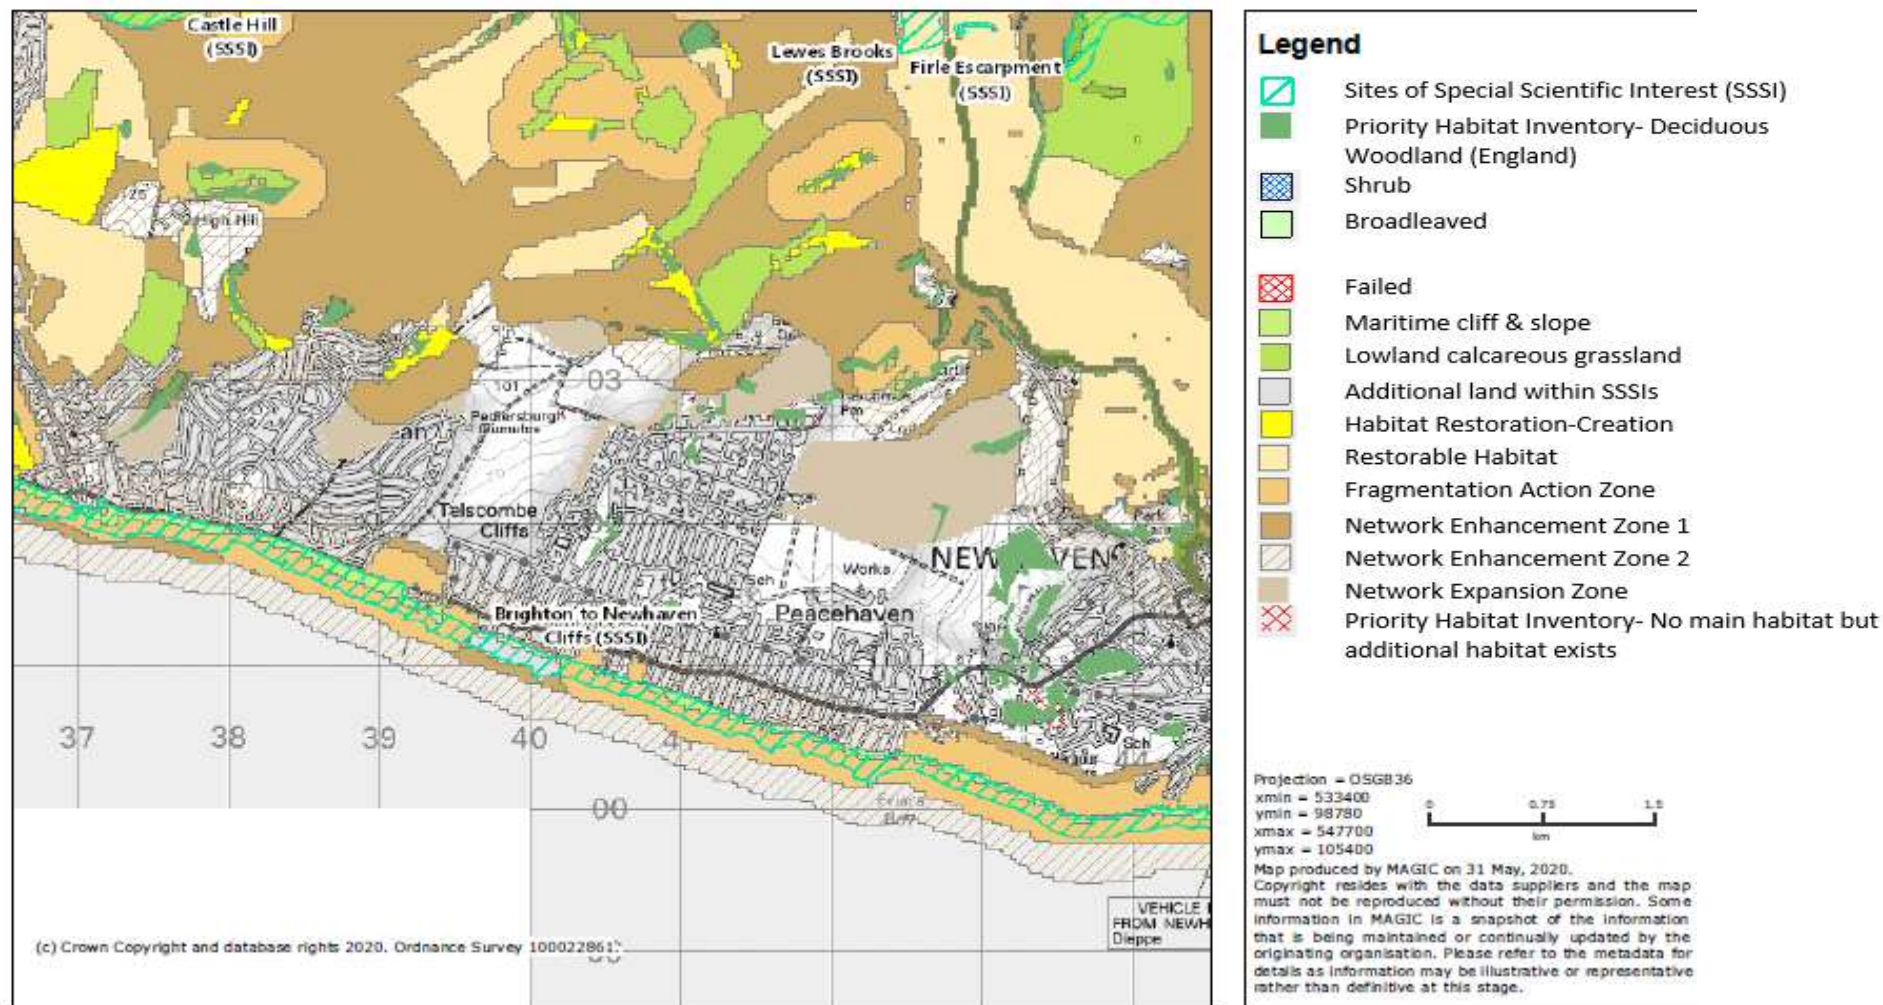 Castle Hill
(SSSI)
Lewes Brooks
(SSSI)
Firle Escarpment
(SSSI)
High Hill
03
101
Telscombe
Cliffs
NEW VEN
Works
Sch
Peacehaven
Brighton to Newhaven
Cliffs (SSSI)
37
38
39
40
Sch
44
00
VEHICLE
FROM NEWH
Dieppe
(c) Crown Copyright and database rights 2020. Ordnance Survey 100022861.
Legend
Sites of Special Scientific Interest (SSSI)
Priority Habitat Inventory- Deciduous
Woodland (England)
Shrub
Broadleaved
Failed
Maritime cliff & slope
Lowland calcareous grassland
Additional land within SSSIs
Habitat Restoration-Creation
Restorable Habitat
Fragmentation Action Zone
Network Enhancement Zone 1
Network Enhancement Zone 2
Network Expansion Zone
Priority Habitat Inventory- No main habitat but
additional habitat exists
Projection = OSGB36
xmin = 533400
ymin = 98780
xmax = 547700
ymax = 105400
0 0.75 1.5
km
Map produced by MAGIC on 31 May, 2020.
Copyright resides with the data suppliers and the map
must not be reproduced without their permission. Some
information in MAGIC is a snapshot of the information
that is being maintained or continually updated by the
originating organisation. Please refer to the metadata for
details as information may be illustrative or representative
rather than definitive at this stage.